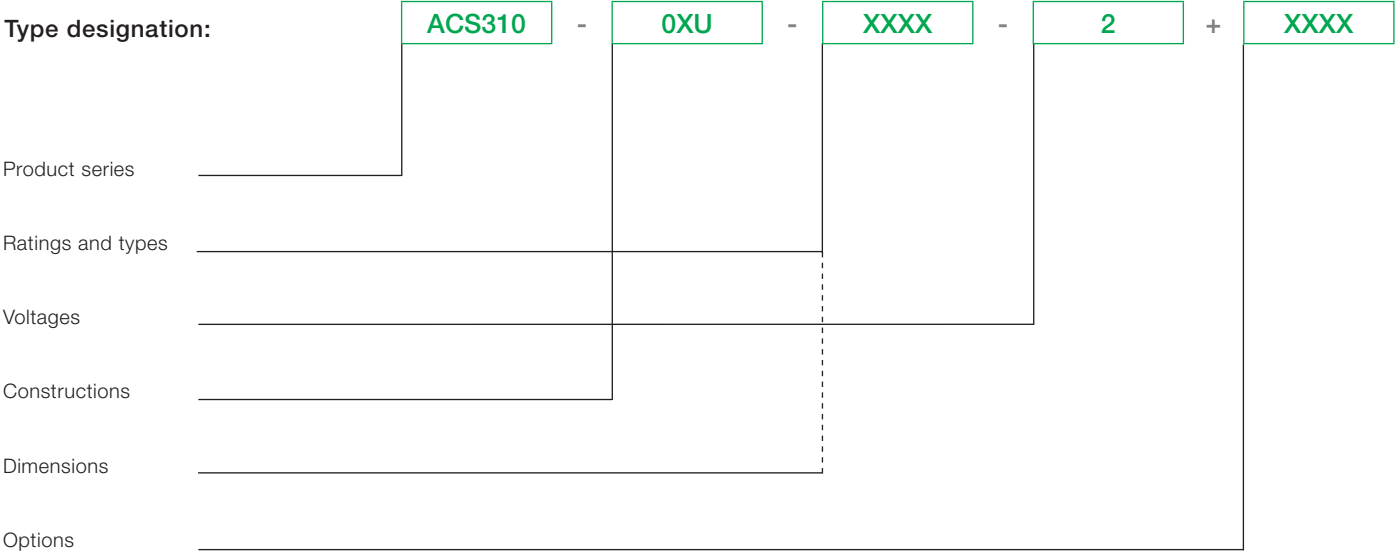 Type designation: ACS310 - 0XU - XXXX - 2 + XXXX
Product series
Ratings and types
Voltages
Constructions
Dimensions
Options